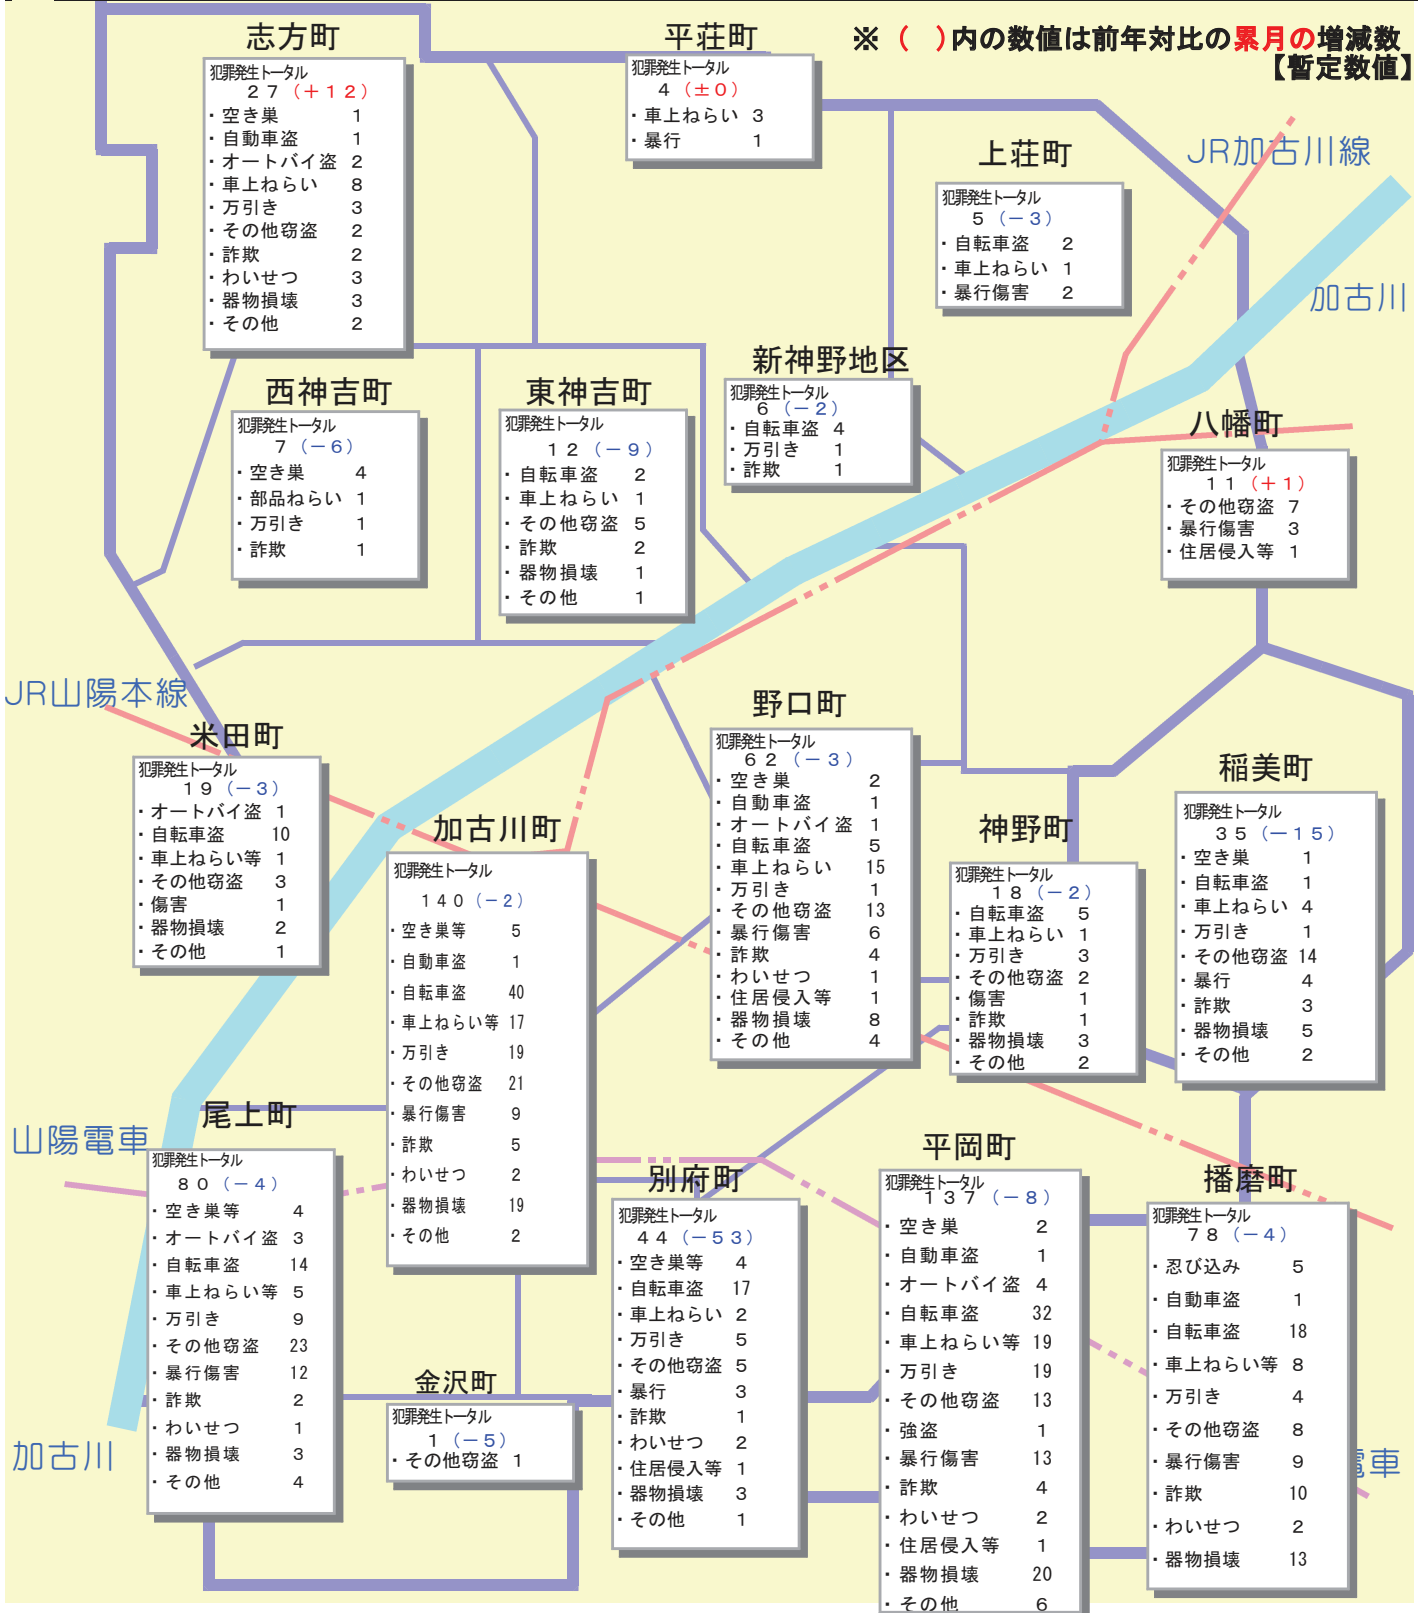 ※（　）内の数値は前年対比の累月の増減数
【暫定数値】
志方町
犯罪発生トータル
２７（＋１２）
・空き巣 1
・自動車盗 1
・オートバイ盗 2
・車上ねらい 8
・万引き 3
・その他窃盗 2
・詐欺 2
・わいせつ 3
・器物損壊 3
・その他 2
平荘町
犯罪発生トータル
４（±０）
・車上ねらい 3
・暴行 1
上荘町
犯罪発生トータル
５（－３）
・自転車盗 2
・車上ねらい 1
・暴行傷害 2
JR加古川線
加古川
西神吉町
犯罪発生トータル
７（－６）
・空き巣 4
・部品ねらい 1
・万引き 1
・詐欺 1
東神吉町
犯罪発生トータル
１２（－９）
・自転車盗 2
・車上ねらい 1
・その他窃盗 5
・詐欺 2
・器物損壊 1
・その他 1
新神野地区
犯罪発生トータル
６（－２）
・自転車盗 4
・万引き 1
・詐欺 1
八幡町
犯罪発生トータル
１１（＋１）
・その他窃盗 7
・暴行傷害 3
・住居侵入等 1
JR山陽本線
米田町
犯罪発生トータル
１９（－３）
・オートバイ盗 1
・自転車盗 10
・車上ねらい等 1
・その他窃盗 3
・傷害 1
・器物損壊 2
・その他 1
加古川町
犯罪発生トータル
１４０（－２）
・空き巣等 5
・自動車盗 1
・自転車盗 40
・車上ねらい等 17
・万引き 19
・その他窃盗 21
・暴行傷害 9
・詐欺 5
・わいせつ 2
・器物損壊 19
・その他 2
野口町
犯罪発生トータル
６２（－３）
・空き巣 2
・自動車盗 1
・オートバイ盗 1
・自転車盗 5
・車上ねらい 15
・万引き 1
・その他窃盗 13
・暴行傷害 6
・詐欺 4
・わいせつ 1
・住居侵入等 1
・器物損壊 8
・その他 4
神野町
犯罪発生トータル
１８（－２）
・自転車盗 5
・車上ねらい 1
・万引き 3
・その他窃盗 2
・傷害 1
・詐欺 1
・器物損壊 3
・その他 2
稲美町
犯罪発生トータル
３５（－１５）
・空き巣 1
・自転車盗 1
・車上ねらい 4
・万引き 1
・その他窃盗 14
・暴行 4
・詐欺 3
・器物損壊 5
・その他 2
山陽電車
尾上町
犯罪発生トータル
８０（－４）
・空き巣等 4
・オートバイ盗 3
・自転車盗 14
・車上ねらい等 5
・万引き 9
・その他窃盗 23
・暴行傷害 12
・詐欺 2
・わいせつ 1
・器物損壊 3
・その他 4
加古川
金沢町
犯罪発生トータル
１（－５）
・その他窃盗 1
別府町
犯罪発生トータル
４４（－５３）
・空き巣等 4
・自転車盗 17
・車上ねらい 2
・万引き 5
・その他窃盗 5
・暴行 3
・詐欺 1
・わいせつ 2
・住居侵入等 1
・器物損壊 3
・その他 1
平岡町
犯罪発生トータル
１３７（－８）
・空き巣 2
・自動車盗 1
・オートバイ盗 4
・自転車盗 32
・車上ねらい等 19
・万引き 19
・その他窃盗 13
・強盗 1
・暴行傷害 13
・詐欺 4
・わいせつ 2
・住居侵入等 1
・器物損壊 20
・その他 6
播磨町
犯罪発生トータル
７８（－４）
・忍び込み 5
・自動車盗 1
・自転車盗 18
・車上ねらい等 8
・万引き 4
・その他窃盗 8
・暴行傷害 9
・詐欺 10
・わいせつ 2
・器物損壊 13
電車